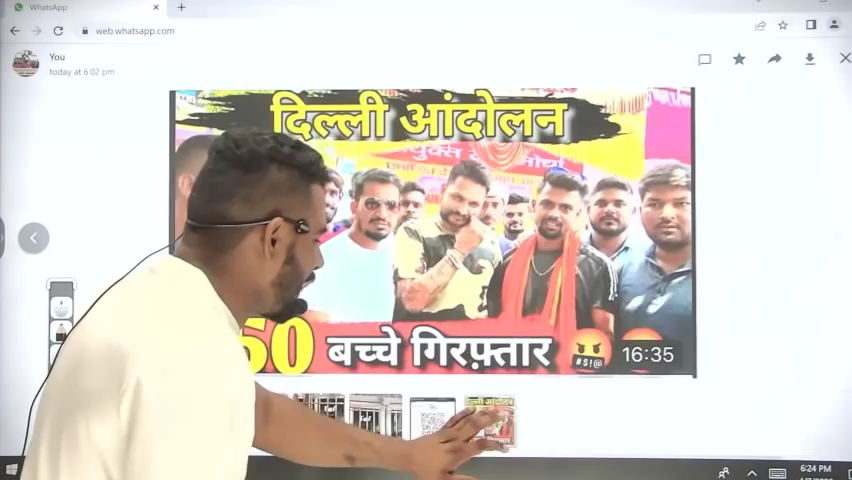 WhatsApp
web.whatsapp.com
You
today at 6:02 pm
दिल्ली आंदोलन
50 बच्चे गिरफ़्तार
#$!@
16:35
दिल्ली आंदोलन
6:24 PM